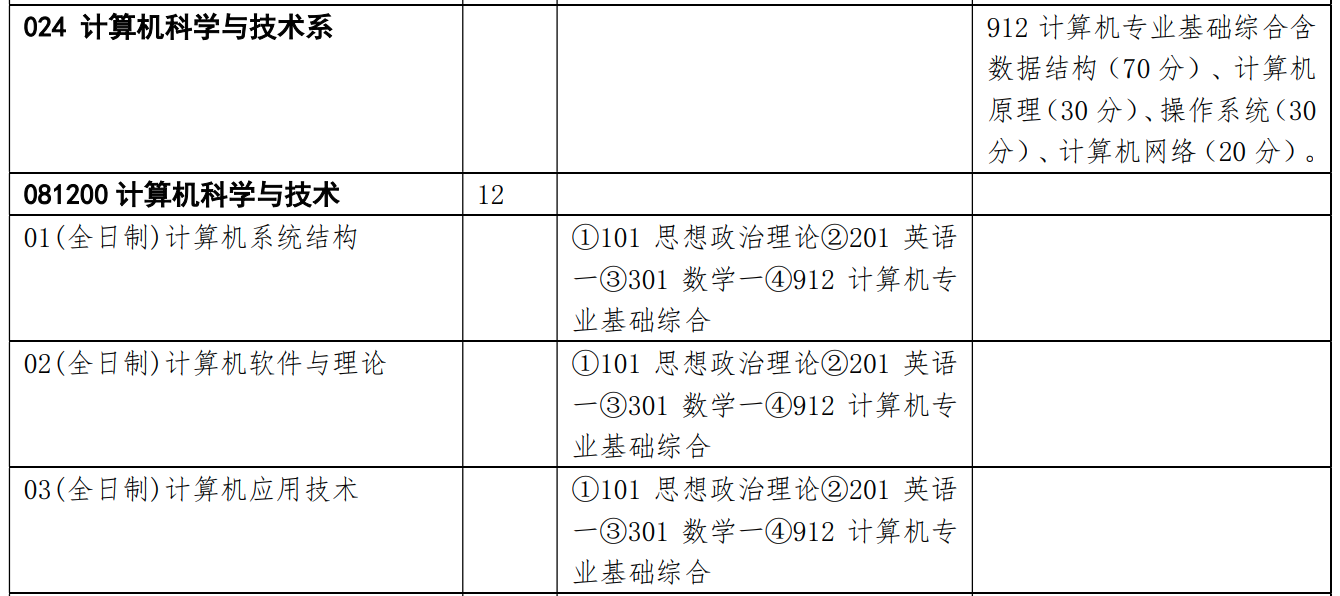 024 计算机科学与技术系
912 计算机专业基础综合含
数据结构（70 分）、计算机
原理（30 分）、操作系统（30
分）、计算机网络（20 分）。
081200 计算机科学与技术
12
01(全日制)计算机系统结构
①101 思想政治理论②201 英语
一③301 数学一④912 计算机专
业基础综合
02(全日制)计算机软件与理论
①101 思想政治理论②201 英语
一③301 数学一④912 计算机专
业基础综合
03(全日制)计算机应用技术
①101 思想政治理论②201 英语
一③301 数学一④912 计算机专
业基础综合